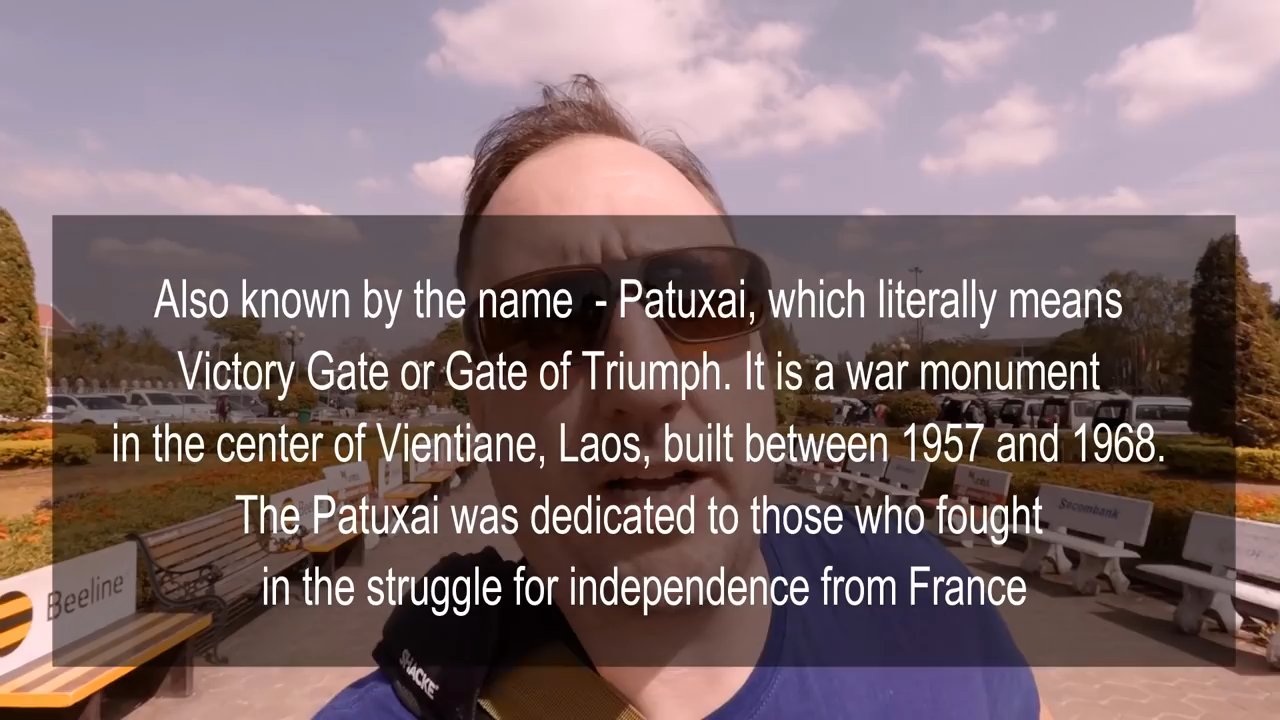 Also known by the name - Patuxai, which literally means
Victory Gate or Gate of Triumph. It is a war monument
in the center of Vientiane, Laos, built between 1957 and 1968.
The Patuxai was dedicated to those who fought
in the struggle for independence from France
Sacombank
Beeline
SHACKE